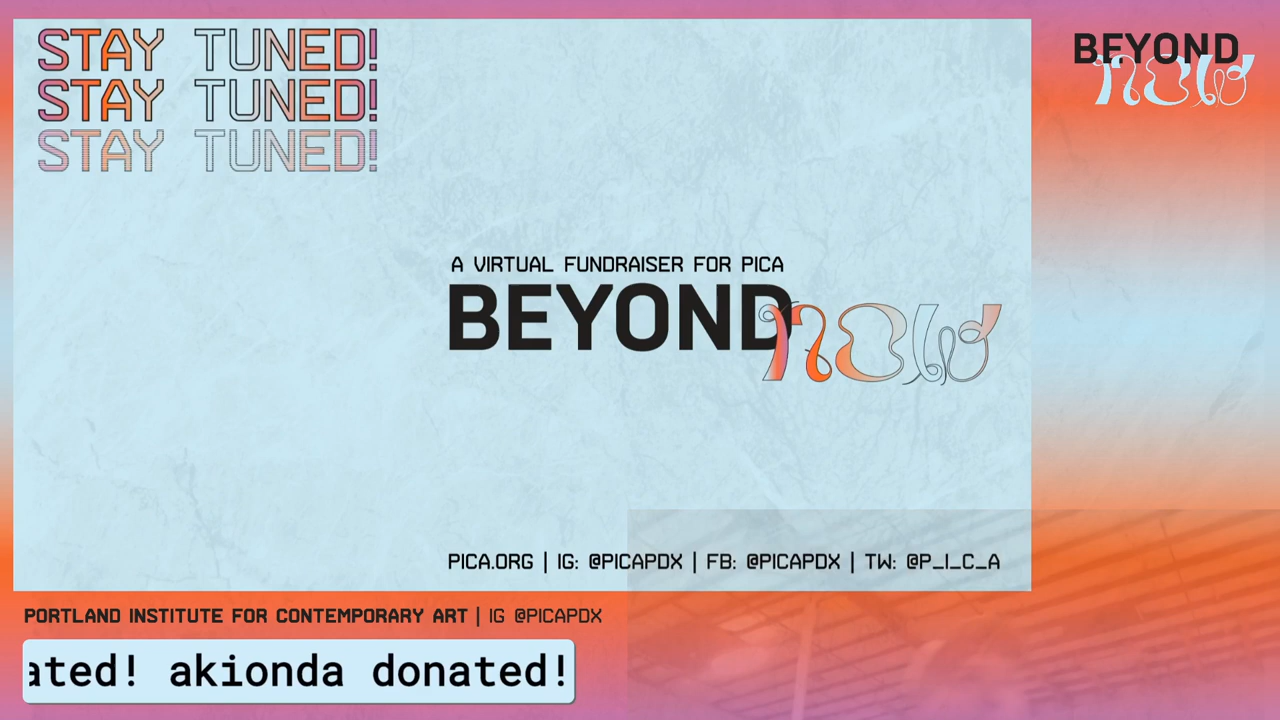 STAY TUNED!
STAY TUNED!
STAY TUNED!
BEYOND
now
A VIRTUAL FUNDRAISER FOR PICA
BEYOND now
PICA.ORG | IG: @PICAPDX | FB: @PICAPDX | TW: @P_I_C_A
PORTLAND INSTITUTE FOR CONTEMPORARY ART | IG @PICAPDX
ated! akionda donated!